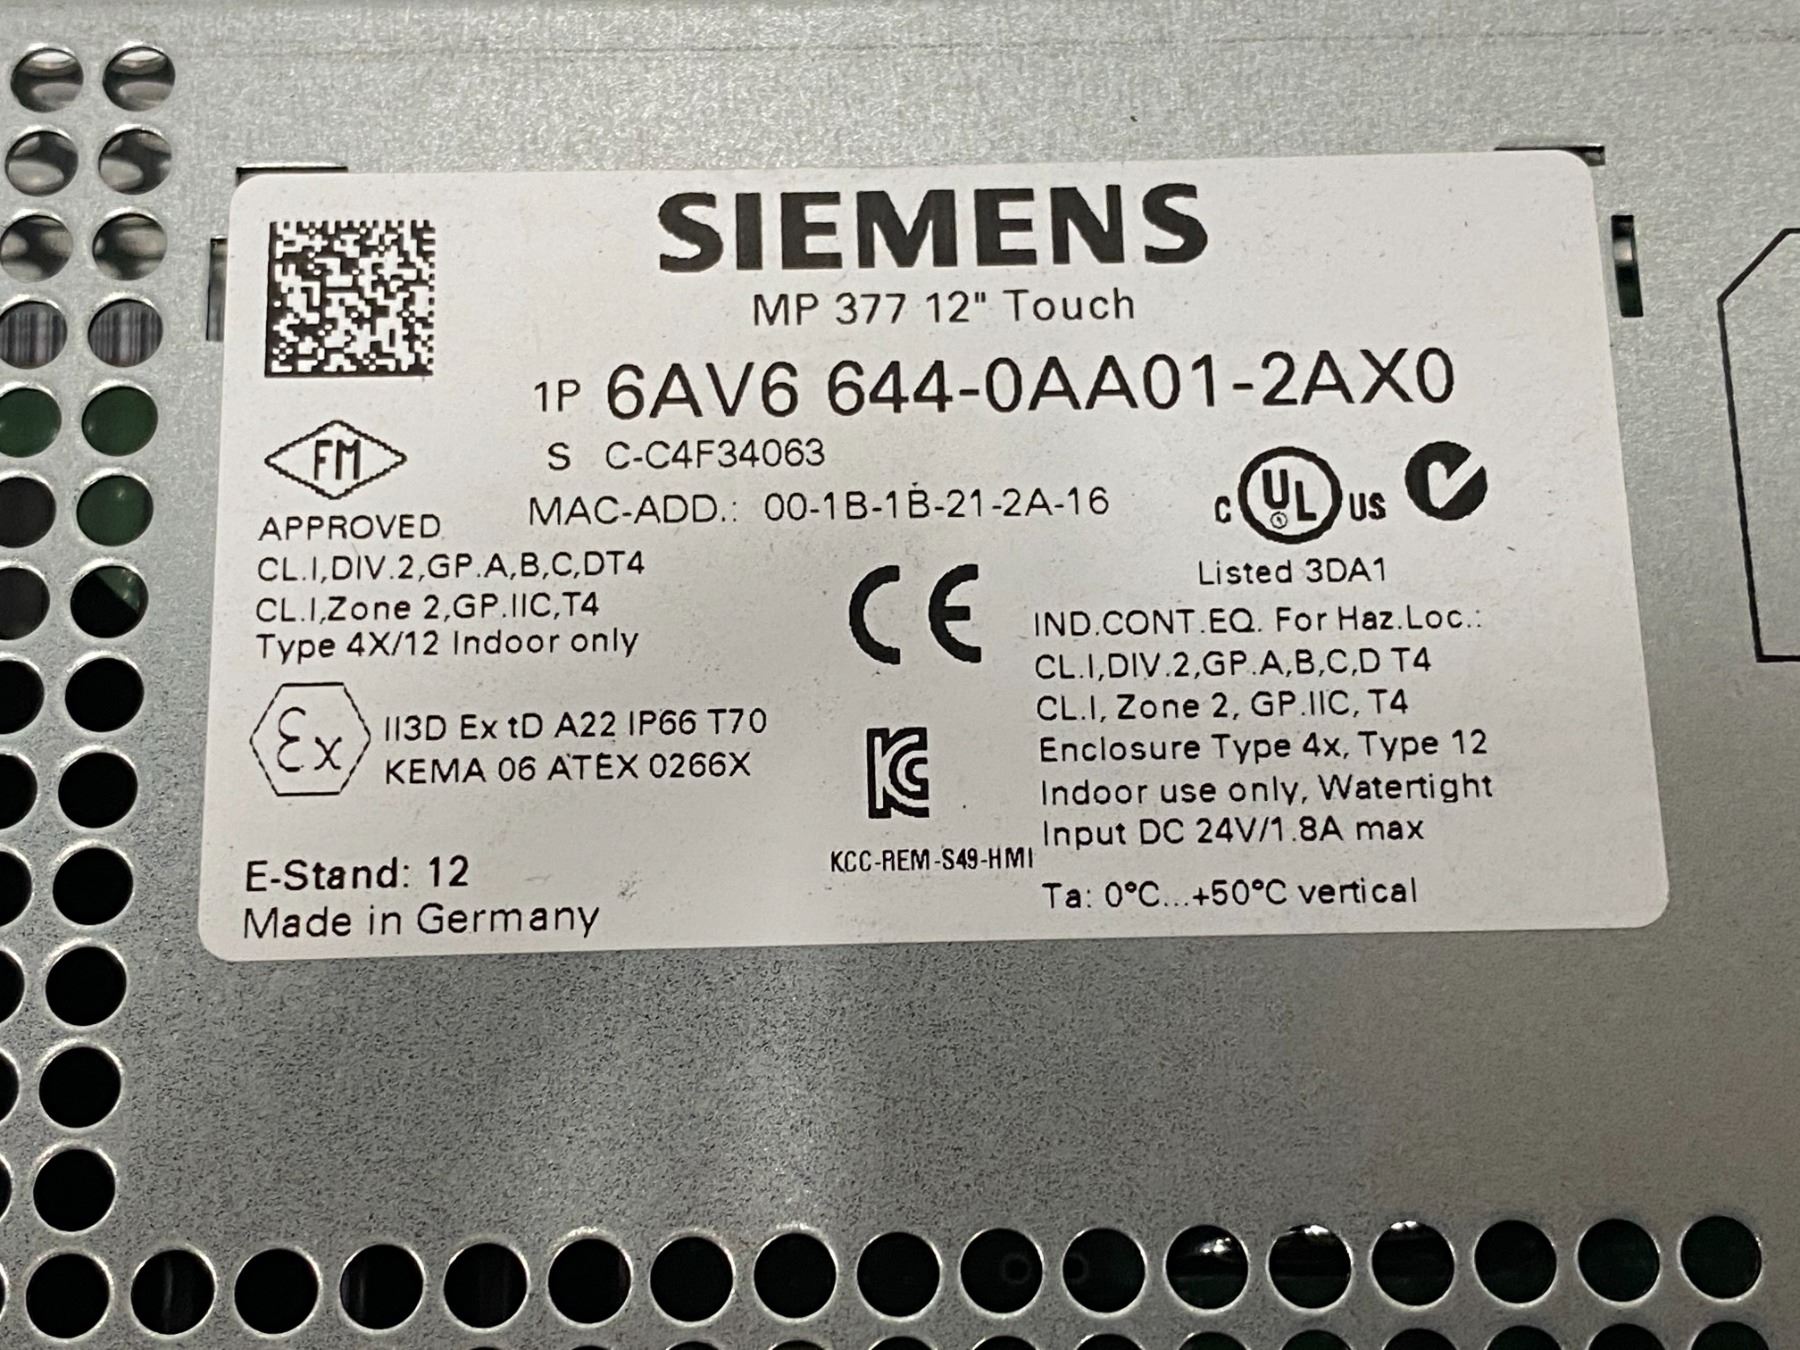 SIEMENS
MP 377 12" Touch
1P 6AV6 644-0AA01-2AX0
S C-C4F34063
MAC-ADD.: 00-1B-1B-21-2A-16
FM
APPROVED
CL.I,DIV.2,GP.A,B,C,DT4
CL.I,Zone 2,GP.IIC,T4
Type 4X/12 Indoor only
Ex
II3D Ex tD A22 IP66 T70
KEMA 06 ATEX 0266X
E-Stand: 12
Made in Germany
CE
KCC-REM-S49-HMI
C UL US
Listed 3DA1
IND.CONT.EQ. For Haz.Loc.:
CL.I,DIV.2,GP.A,B,C,D T4
CL.I, Zone 2, GP.IIC, T4
Enclosure Type 4x, Type 12
Indoor use only, Watertight
Input DC 24V/1.8A max
Ta: 0°C...+50°C vertical